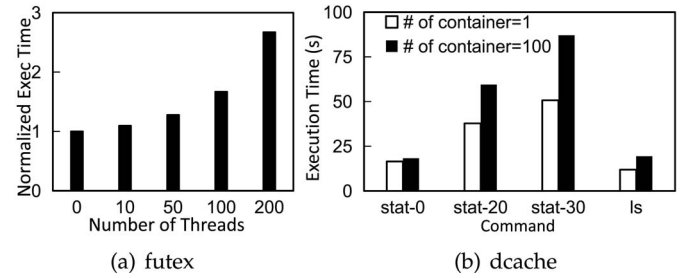 Normalized Exec Time
3
2
1
0
0 10 50 100 200
Number of Threads
(a) futex
Execution Time (s)
100
75
50
25
0
# of container=1
# of container=100
stat-0 stat-20 stat-30 ls
Command
(b) dcache